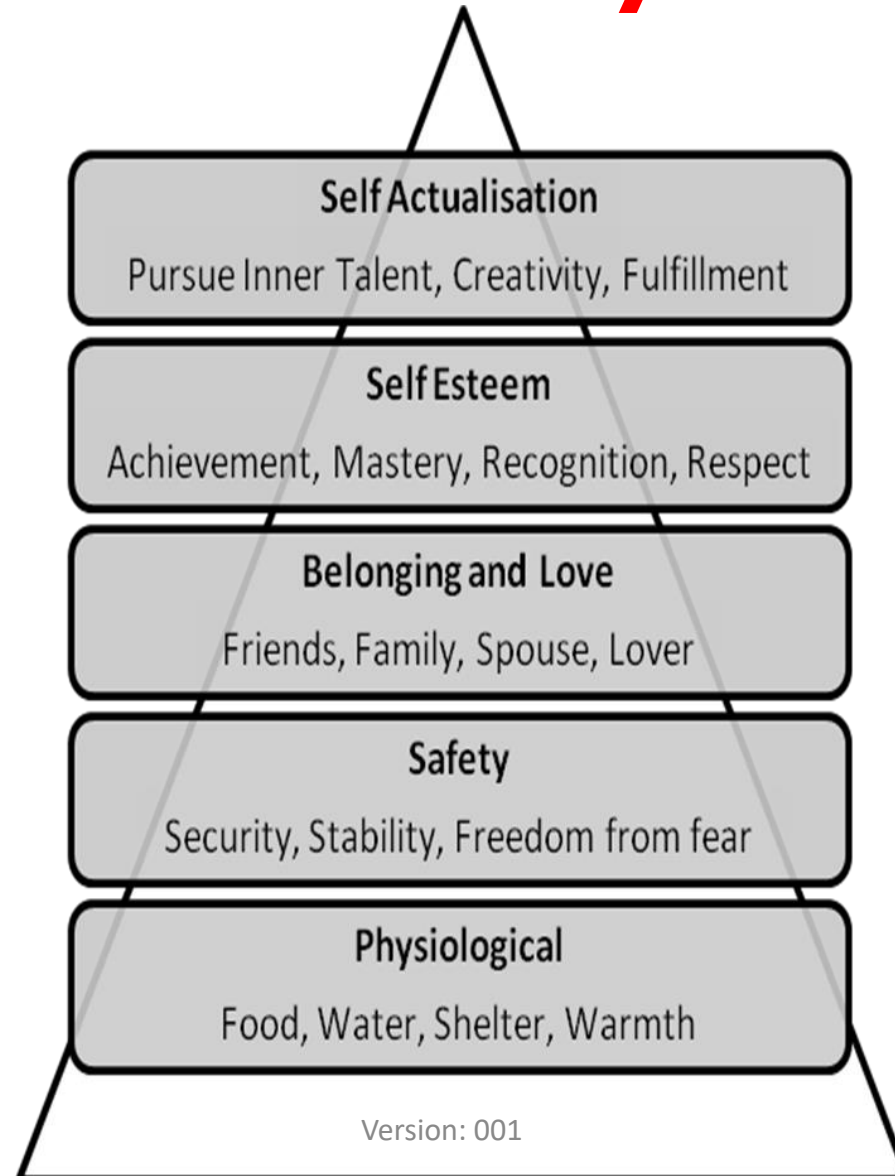 Self Actualisation
Pursue Inner Talent, Creativity, Fulfillment
Self Esteem
Achievement, Mastery, Recognition, Respect
Belonging and Love
Friends, Family, Spouse, Lover
Safety
Security, Stability, Freedom from fear
Physiological
Food, Water, Shelter, Warmth
Version: 001